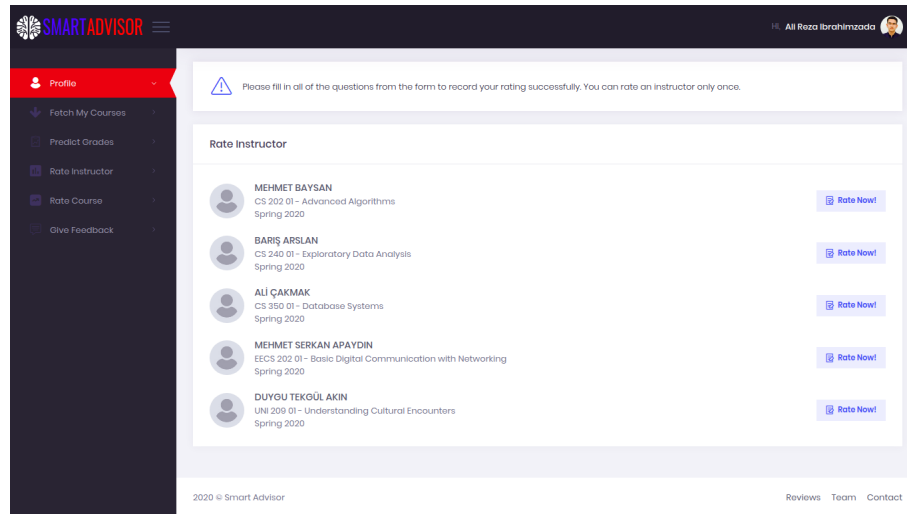 SMARTADVISOR
Hi, Ali Reza Ibrahimzada
Profile
Fetch My Courses
Predict Grades
Rate Instructor
Rate Course
Give Feedback
Please fill in all of the questions from the form to record your rating successfully. You can rate an instructor only once.
Rate Instructor
MEHMET BAYSAN
CS 202 01 - Advanced Algorithms
Spring 2020
Rate Now!
BARIŞ ARSLAN
CS 240 01 - Exploratory Data Analysis
Spring 2020
Rate Now!
ALİ ÇAKMAK
CS 350 01 - Database Systems
Spring 2020
Rate Now!
MEHMET SERKAN APAYDIN
EECS 202 01 - Basic Digital Communication with Networking
Spring 2020
Rate Now!
DUYGU TEKGÜL AKIN
UNI 209 01 - Understanding Cultural Encounters
Spring 2020
Rate Now!
2020 © Smart Advisor
Reviews Team Contact